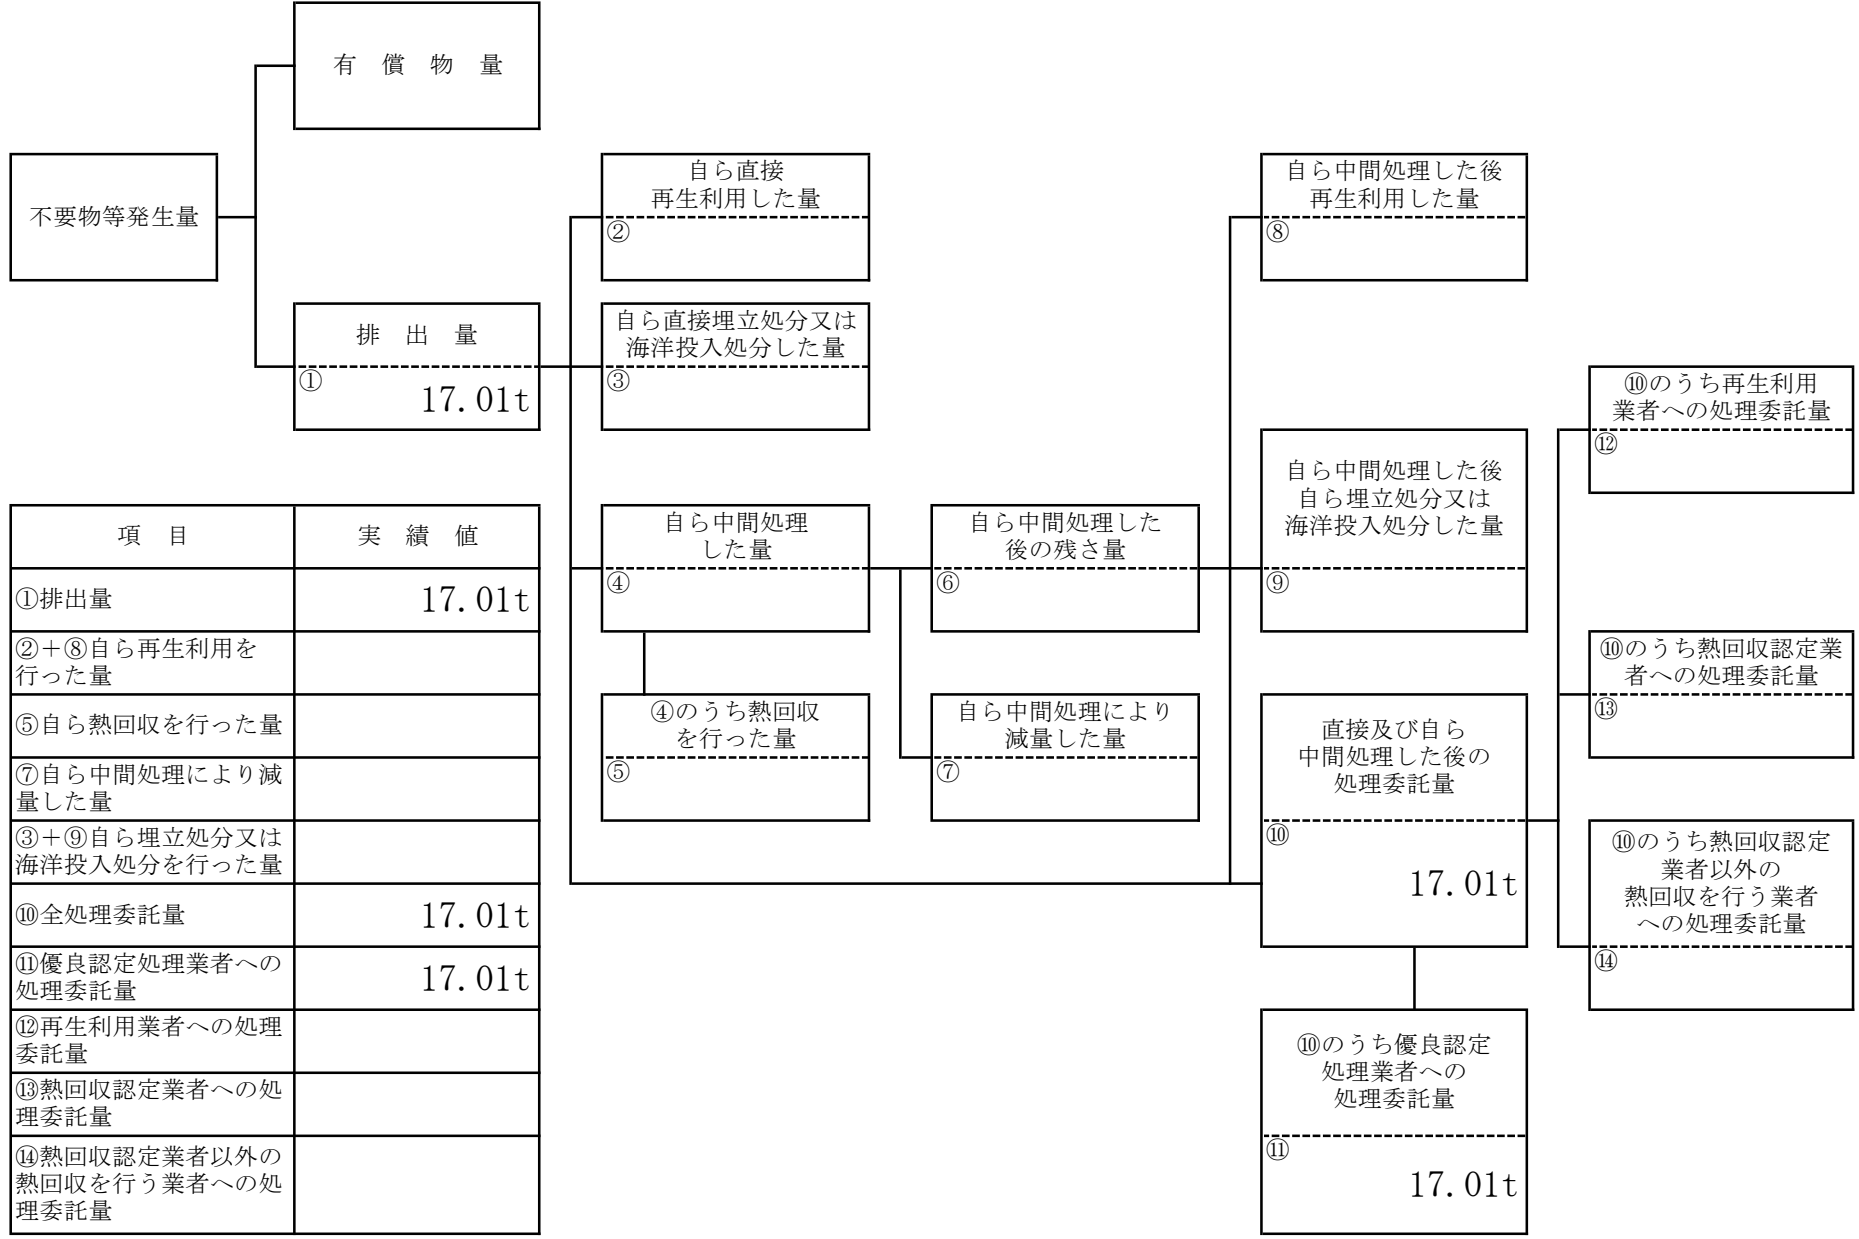 有　償　物　量
不要物等発生量
排　出　量
①
17.01t
自ら直接
再生利用した量
②
自ら直接埋立処分又は
海洋投入処分した量
③
自ら中間処理
した量
④
④のうち熱回収
を行った量
⑤
自ら中間処理した
後の残さ量
⑥
自ら中間処理により
減量した量
⑦
自ら中間処理した後
再生利用した量
⑧
自ら中間処理した後
自ら埋立処分又は
海洋投入処分した量
⑨
直接及び自ら
中間処理した後の
処理委託量
⑩
17.01t
⑩のうち優良認定
処理業者への
処理委託量
⑪
17.01t
⑩のうち再生利用
業者への処理委託量
⑫
⑩のうち熱回収認定業
者への処理委託量
⑬
⑩のうち熱回収認定
業者以外の
熱回収を行う業者
への処理委託量
⑭
項　目　実　績　値
①排出量　17.01t
②＋⑧自ら再生利用を
行った量
⑤自ら熱回収を行った量
⑦自ら中間処理により減
量した量
③＋⑨自ら埋立処分又は
海洋投入処分を行った量
⑩全処理委託量　17.01t
⑪優良認定処理業者への
処理委託量　17.01t
⑫再生利用業者への処理
委託量
⑬熱回収認定業者への処
理委託量
⑭熱回収認定業者以外の
熱回収を行う業者への処
理委託量